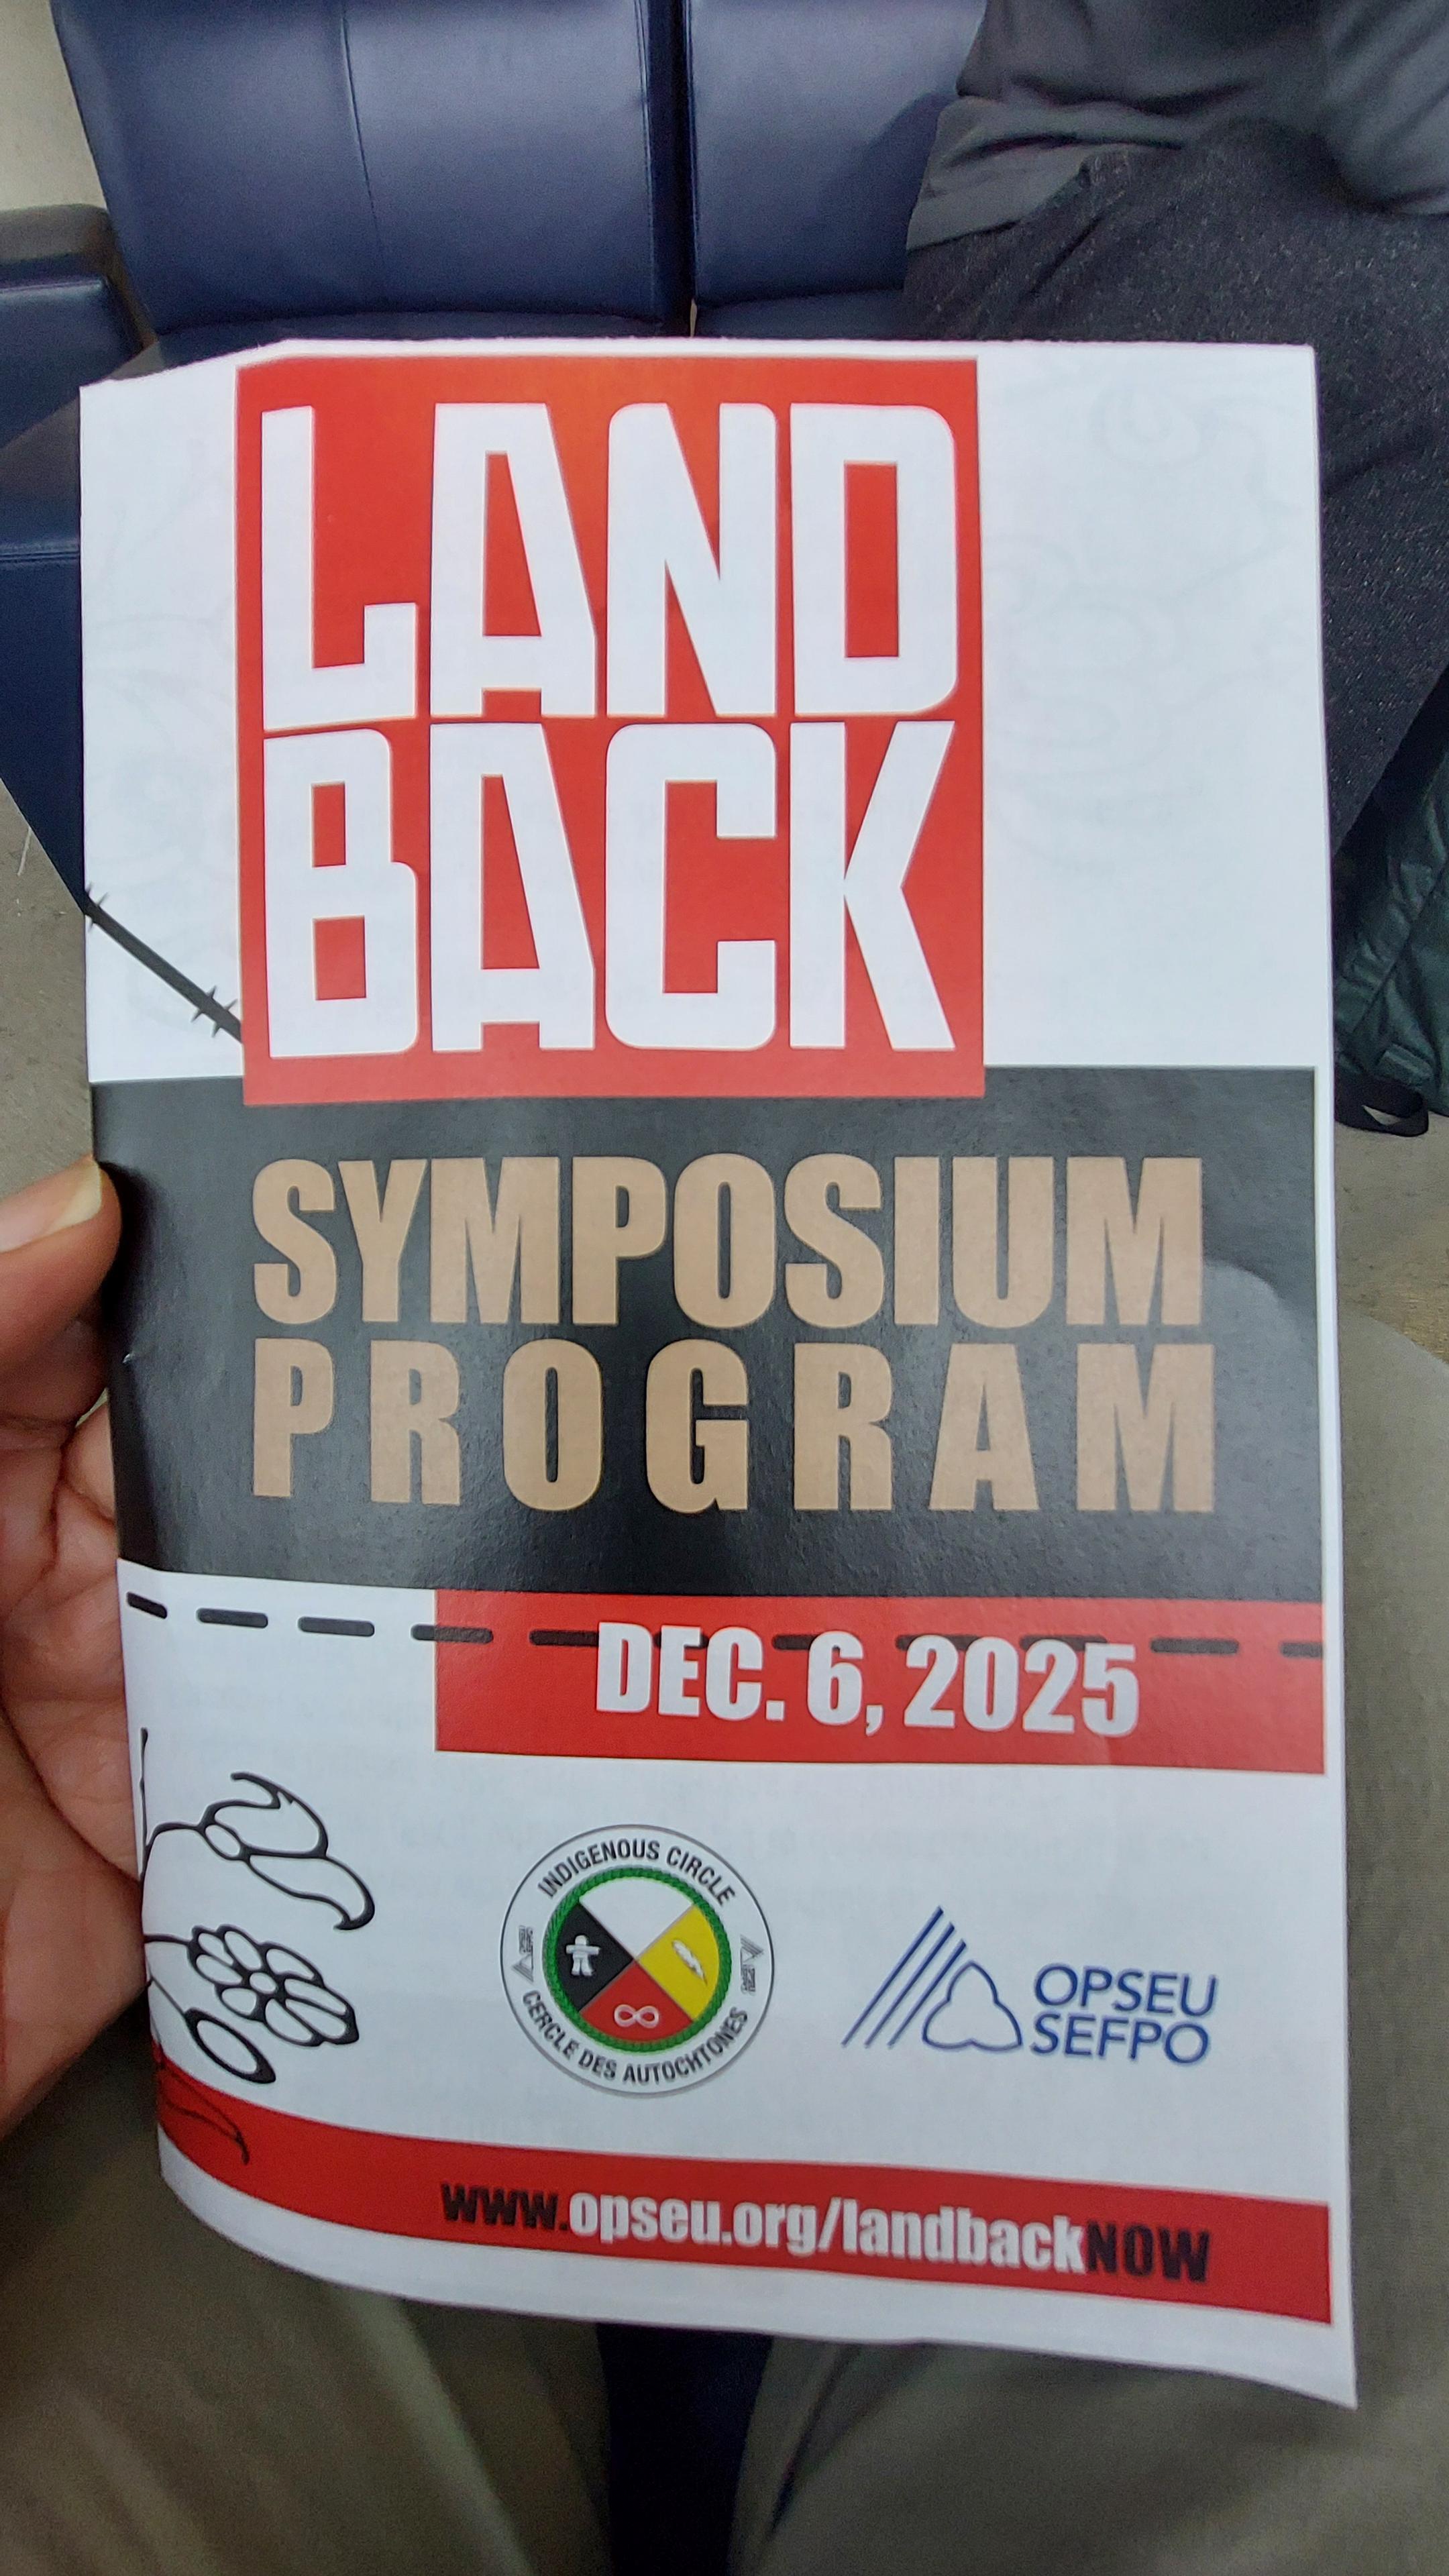 LAND
BACK
SYMPOSIUM
PROGRAM
DEC. 6, 2025
INDIGENOUS CIRCLE
CERCLE DES AUTOCHTONES
OPSEU
SEFPO
www.opseu.org/landbackNOW